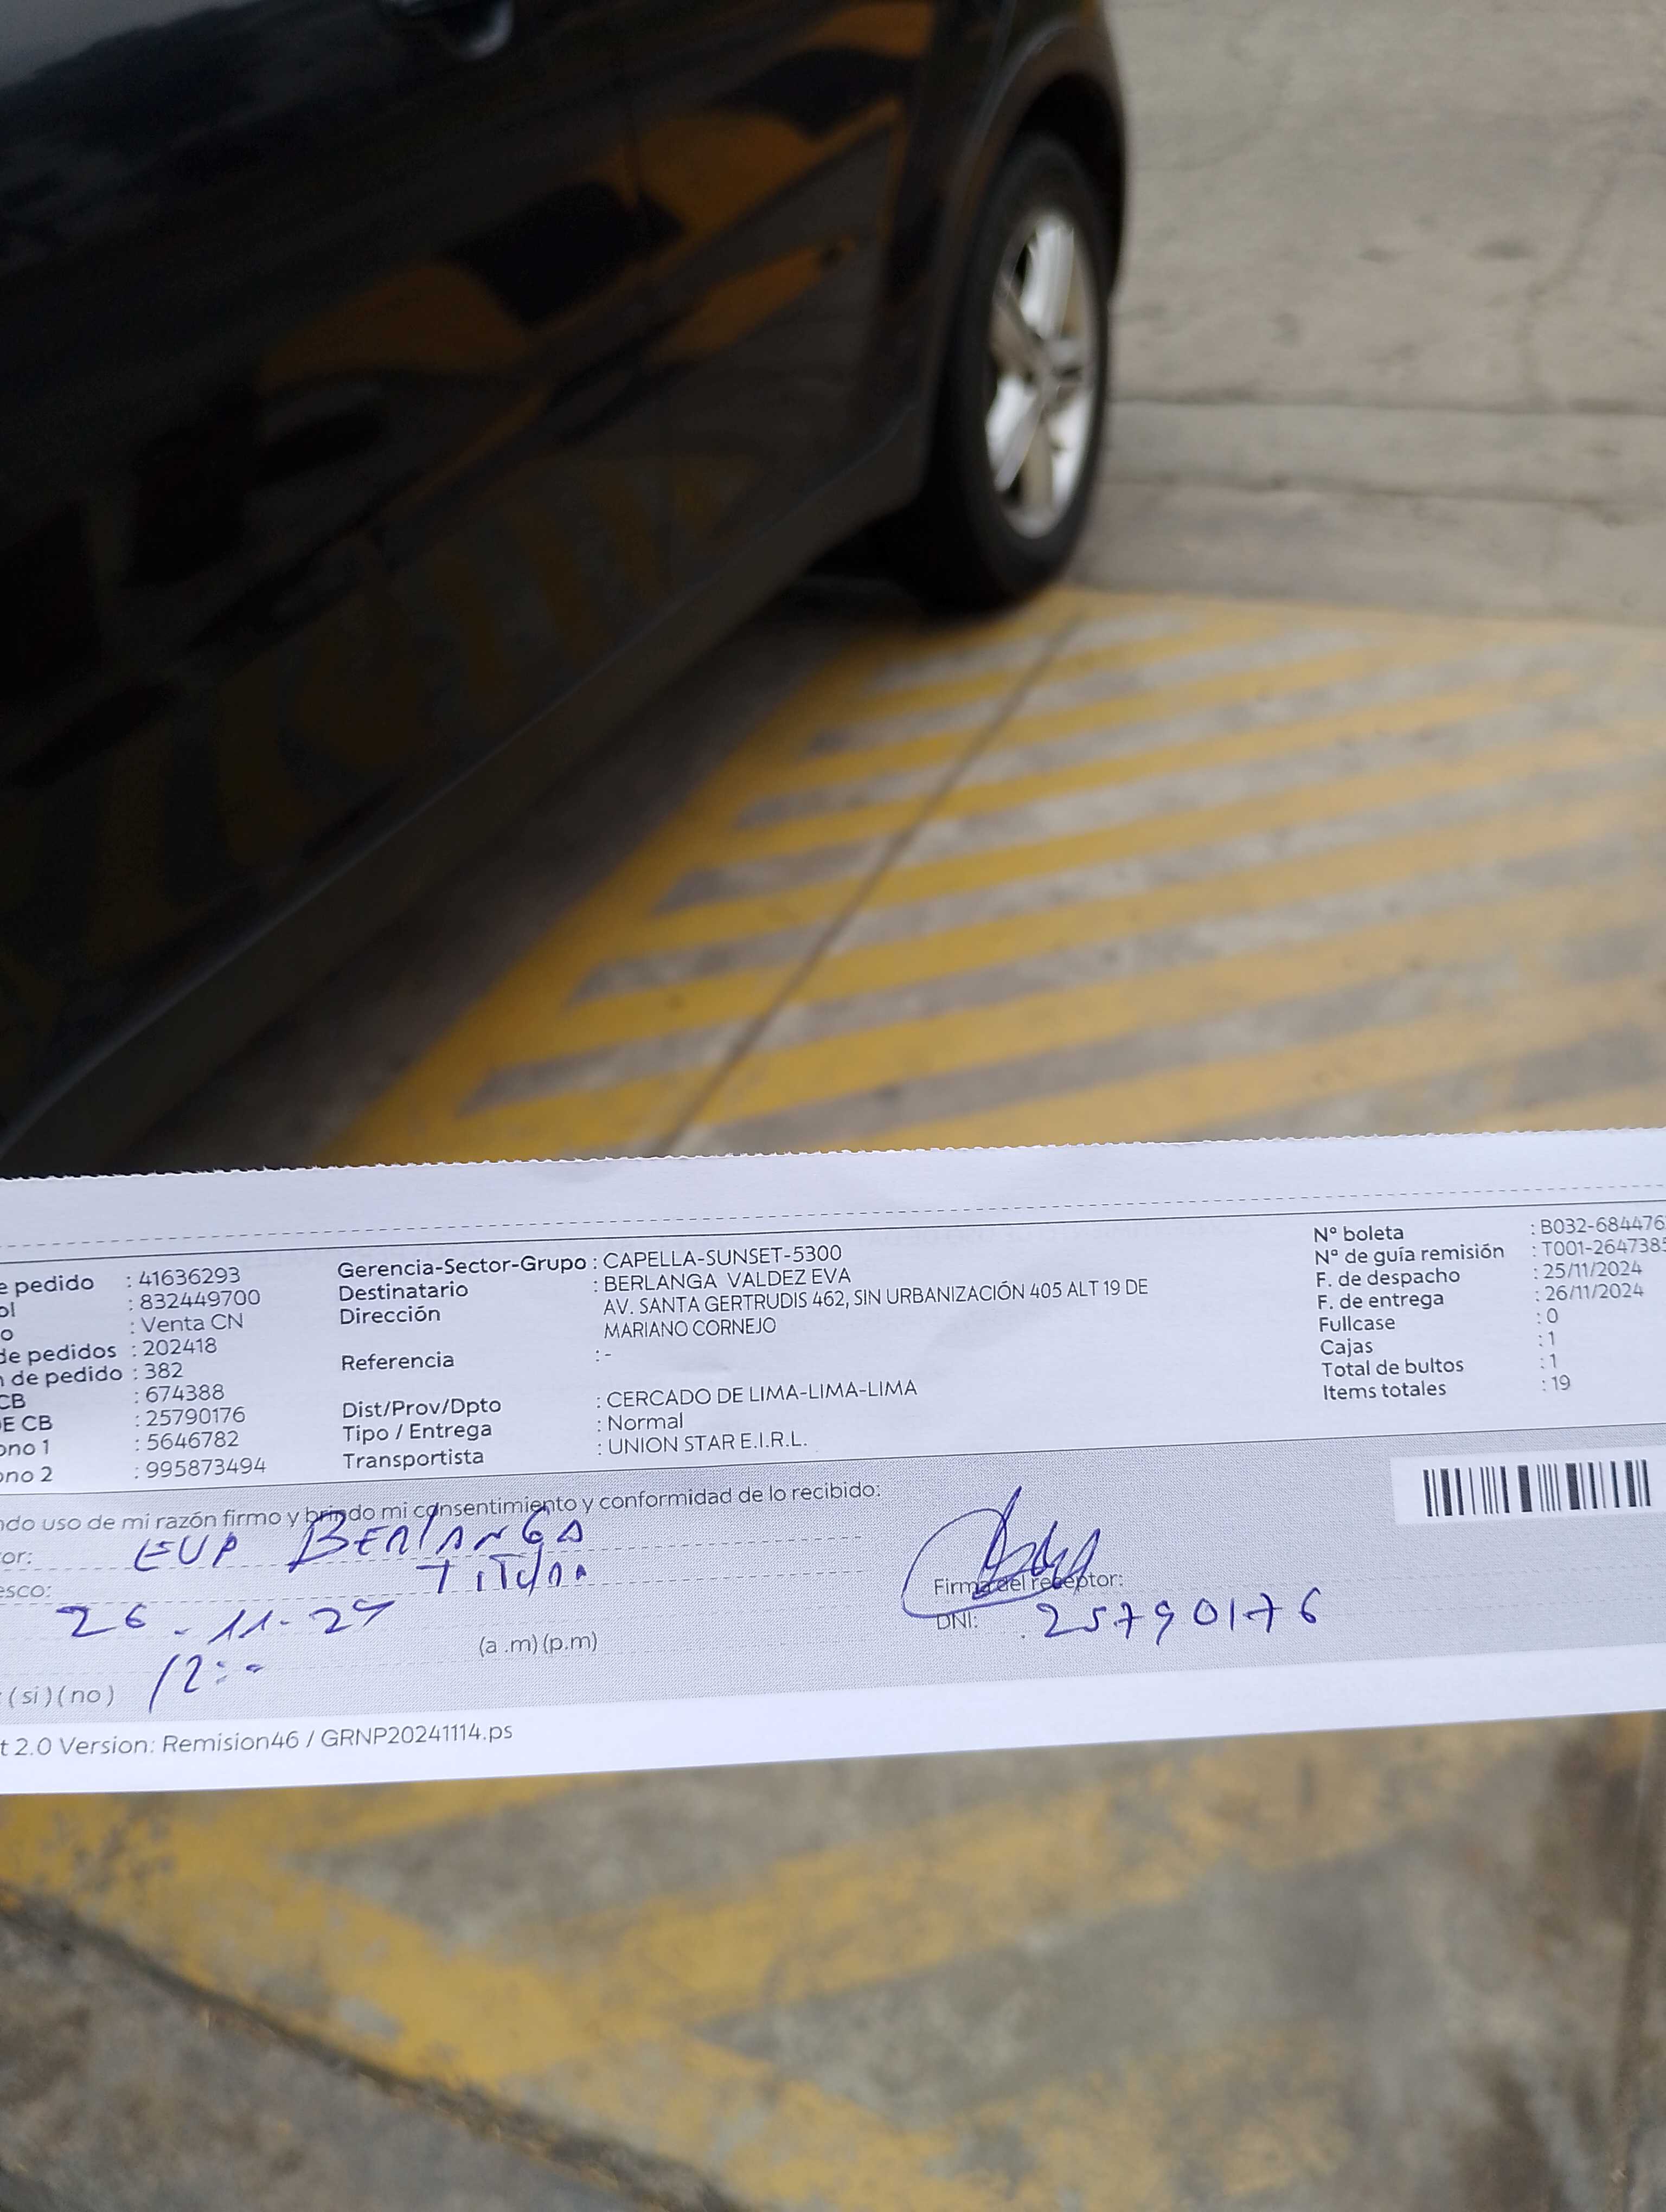 e pedido : 41636293
ol : 832449700
o : Venta CN
de pedidos : 202418
n de pedido : 382
CB : 674388
E CB : 25790176
ono 1 : 5646782
ono 2 : 995873494
Gerencia-Sector-Grupo : CAPELLA-SUNSET-5300
Destinatario : BERLANGA VALDEZ EVA
Dirección AV. SANTA GERTRUDIS 462, SIN URBANIZACIÓN 405 ALT 19 DE
MARIANO CORNEJO
Referencia : -
Dist/Prov/Dpto : CERCADO DE LIMA-LIMA-LIMA
Tipo / Entrega : Normal
Transportista : UNION STAR E.I.R.L.
Nº boleta : B032-684476
Nº de guía remisión : T001-2647385
F. de despacho : 25/11/2024
F. de entrega : 26/11/2024
Fullcase : 0
Cajas : 1
Total de bultos : 1
Items totales : 19
ndo uso de mi razón firmo y brindo mi consentimiento y conformidad de lo recibido:
or: EVA BERLANGA
esco: TITULAR
26-11-24
(a .m) (p.m)
12:
(si) (no)
Firma del receptor:
DNI: 25790176
t 2.0 Version: Remision46 / GRNP20241114.ps